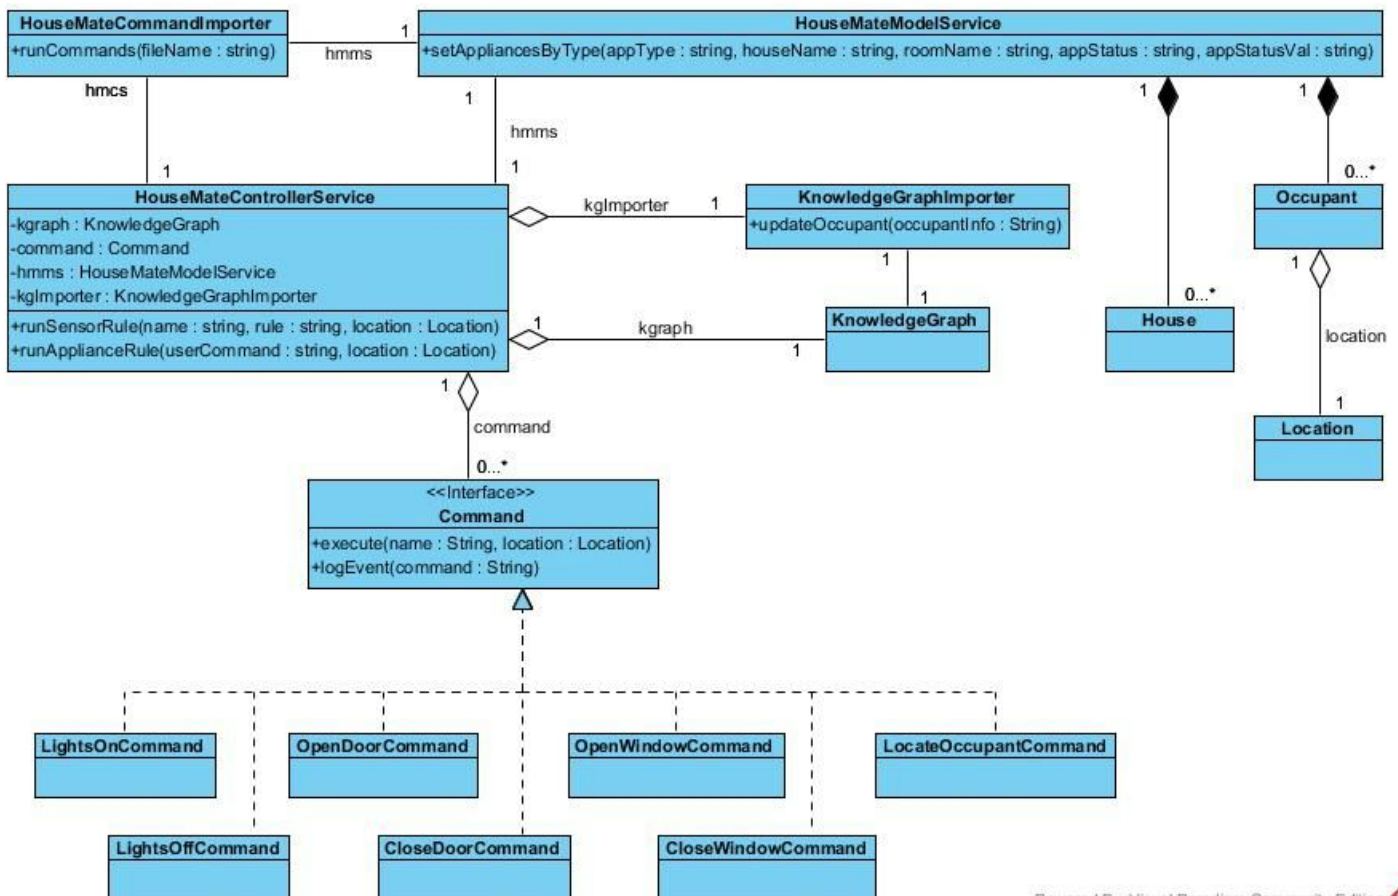 HouseMateCommandImporter
+runCommands(fileName : string)
1
hmms
HouseMateModelService
+setAppliancesByType(appType : string, houseName : string, roomName : string, appStatus : string, appStatusVal : string)
hmcs
1
1
hmms
1
1
1
0...*
0...*
HouseMateControllerService
-kgraph : KnowledgeGraph
-command : Command
-hmms : HouseMateModelService
-kgImporter : KnowledgeGraphImporter
+runSensorRule(name : string, rule : string, location : Location)
+runApplianceRule(userCommand : string, location : Location)
kgImporter
1
KnowledgeGraphImporter
+updateOccupant(occupantInfo : String)
1
1
Occupant
1
location
1
1
kgraph
1
KnowledgeGraph
House
Location
1
command
0...*
<<Interface>>
Command
+execute(name : String, location : Location)
+logEvent(command : String)
LightsOnCommand
OpenDoorCommand
OpenWindowCommand
LocateOccupantCommand
LightsOffCommand
CloseDoorCommand
CloseWindowCommand